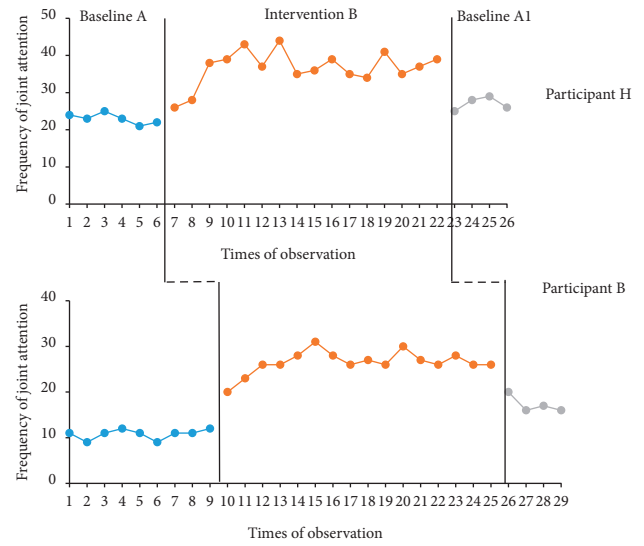 Baseline A
Intervention B
Baseline A1
Frequency of joint attention
50
40
30
20
10
0
Participant H
1 2 3 4 5 6 7 8 9 10 11 12 13 14 15 16 17 18 19 20 21 22 23 24 25 26
Times of observation
Participant B
Frequency of joint attention
40
30
20
10
0
1 2 3 4 5 6 7 8 9 10 11 12 13 14 15 16 17 18 19 20 21 22 23 24 25 26 27 28 29
Times of observation